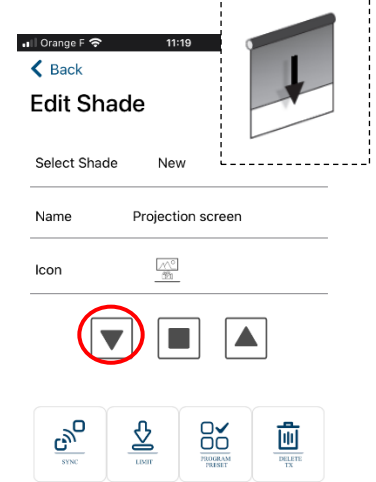 Orange F 11:19
Back
Edit Shade
Select Shade New
Name Projection screen
Icon
SYNC LIMIT PROGRAM PRESET DELETE TX